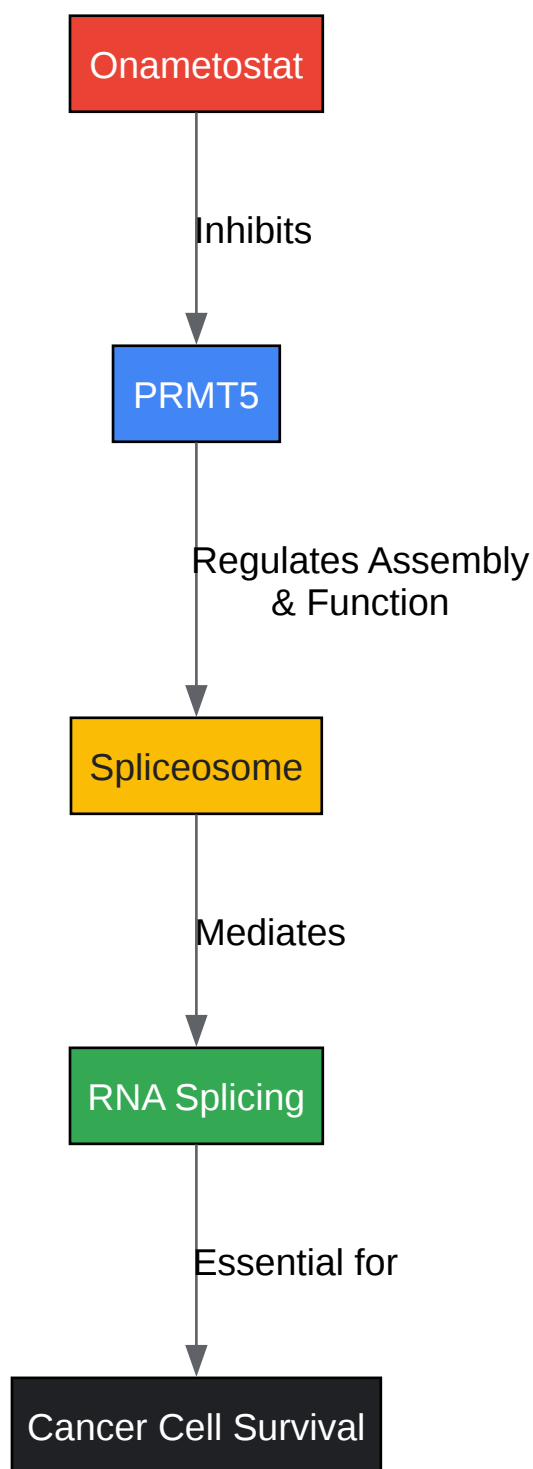 Onametostat
Inhibits
PRMT5
Regulates Assembly
& Function
Spliceosome
Mediates
RNA Splicing
Essential for
Cancer Cell Survival